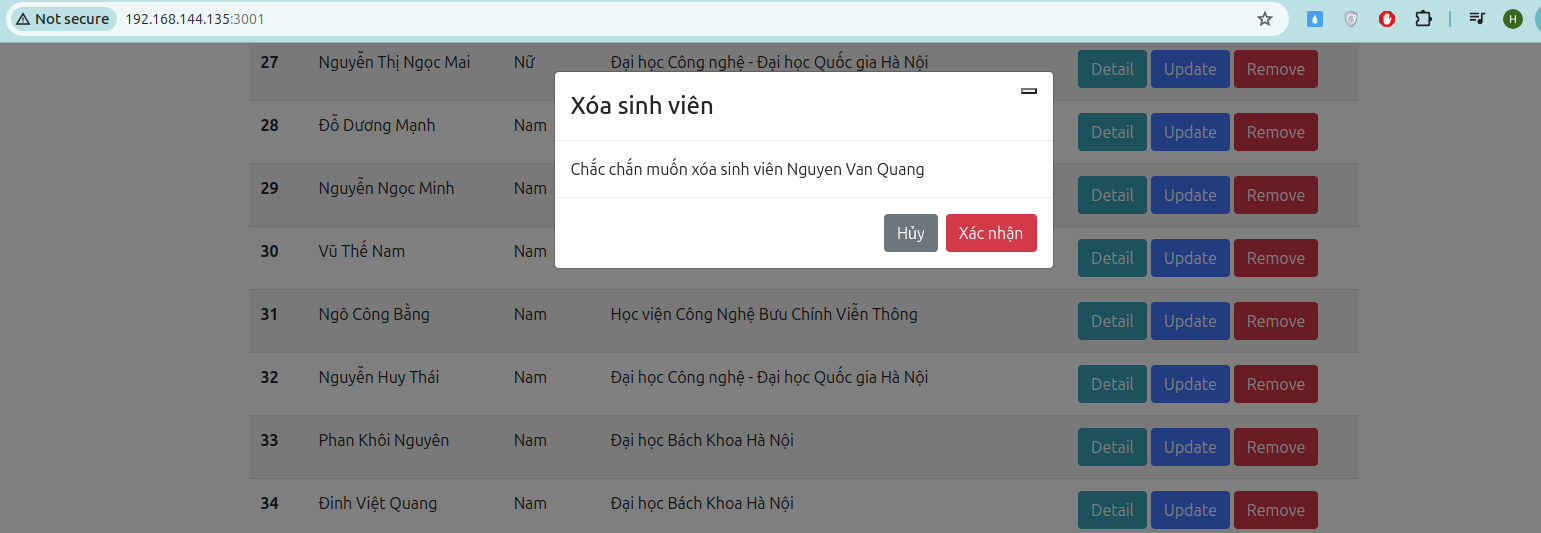 Not secure 192.168.144.135:3001 H
27 Nguyễn Thị Ngọc Mai Nữ Đại học Công nghệ - Đại học Quốc gia Hà Nội Detail Update Remove
Xóa sinh viên
28 Đỗ Dương Mạnh Nam Detail Update Remove
Chắc chắn muốn xóa sinh viên Nguyen Van Quang
29 Nguyễn Ngọc Minh Nam Detail Update Remove
Hủy Xác nhận
30 Vũ Thế Nam Nam Detail Update Remove
31 Ngô Công Bằng Nam Học viện Công Nghệ Bưu Chính Viễn Thông Detail Update Remove
32 Nguyễn Huy Thái Nam Đại học Công nghệ - Đại học Quốc gia Hà Nội Detail Update Remove
33 Phan Khôi Nguyên Nam Đại học Bách Khoa Hà Nội Detail Update Remove
34 Đinh Việt Quang Nam Đại học Bách Khoa Hà Nội Detail Update Remove